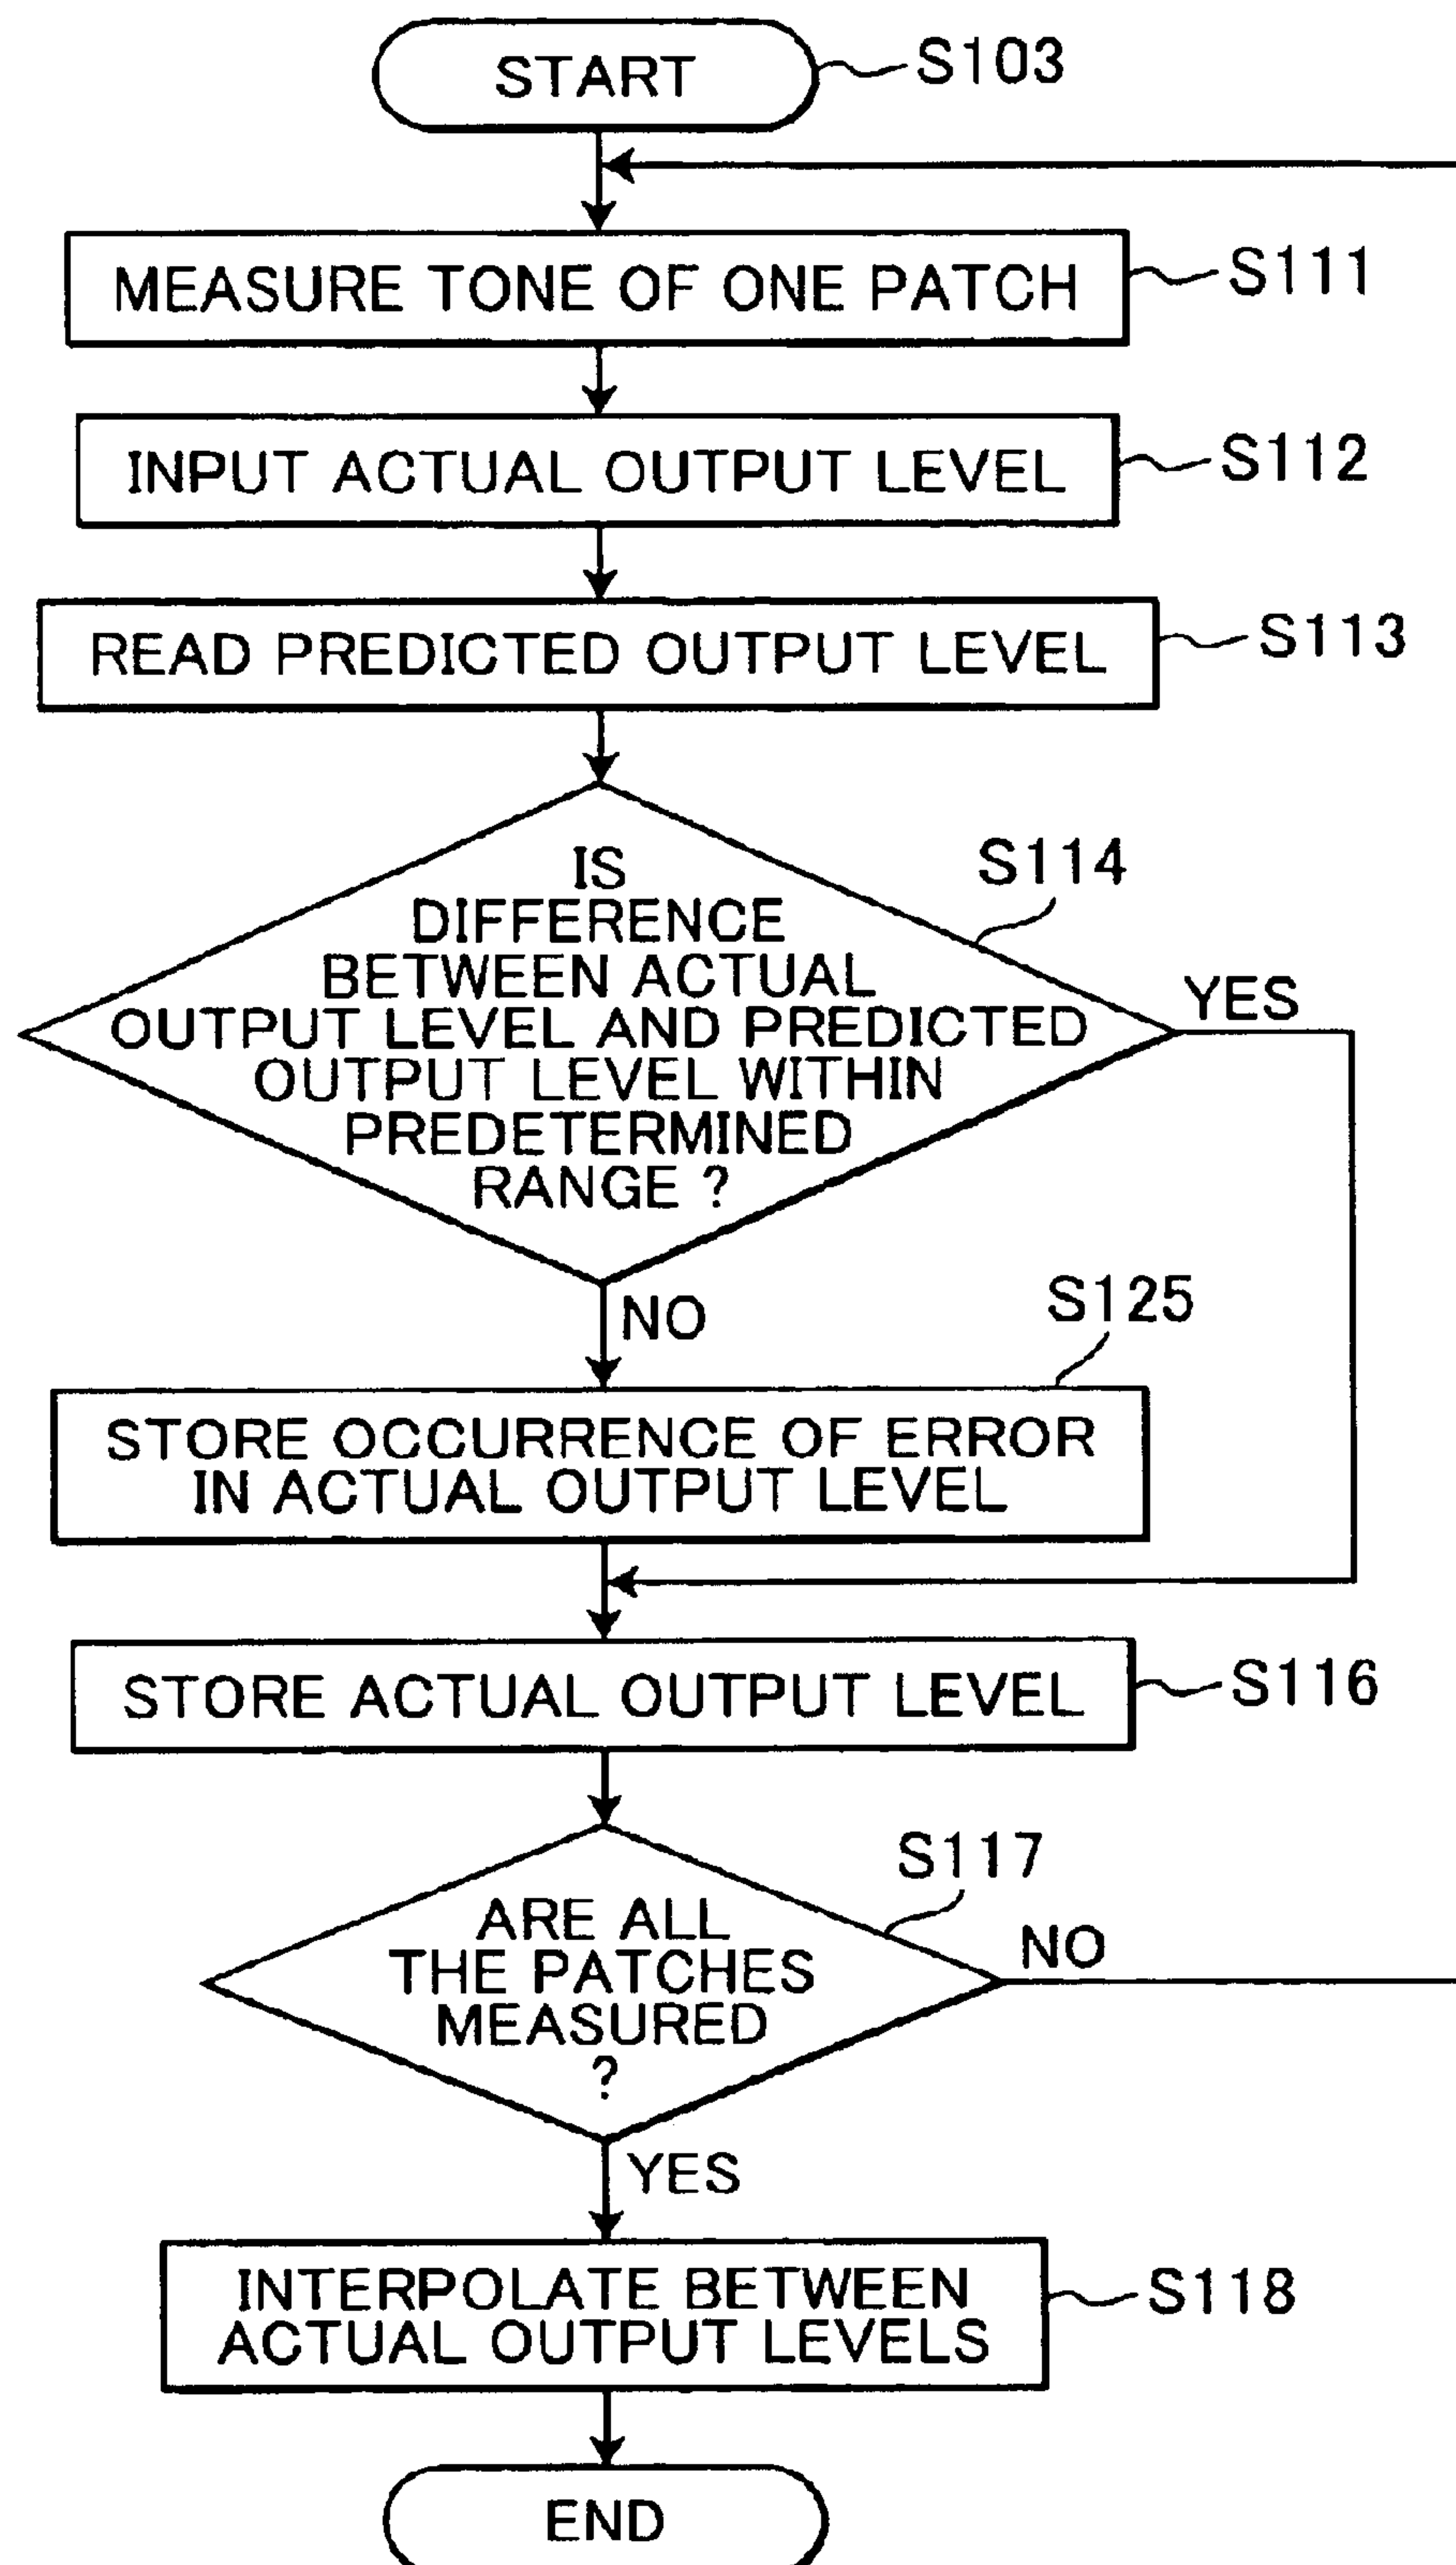 START
S103
MEASURE TONE OF ONE PATCH
S111
INPUT ACTUAL OUTPUT LEVEL
S112
READ PREDICTED OUTPUT LEVEL
S113
S114
IS
DIFFERENCE
BETWEEN ACTUAL
OUTPUT LEVEL AND PREDICTED
OUTPUT LEVEL WITHIN
PREDETERMINED
RANGE ?
YES
NO
S125
STORE OCCURRENCE OF ERROR
IN ACTUAL OUTPUT LEVEL
STORE ACTUAL OUTPUT LEVEL
S116
S117
ARE ALL
THE PATCHES
MEASURED
?
NO
YES
INTERPOLATE BETWEEN
ACTUAL OUTPUT LEVELS
S118
END